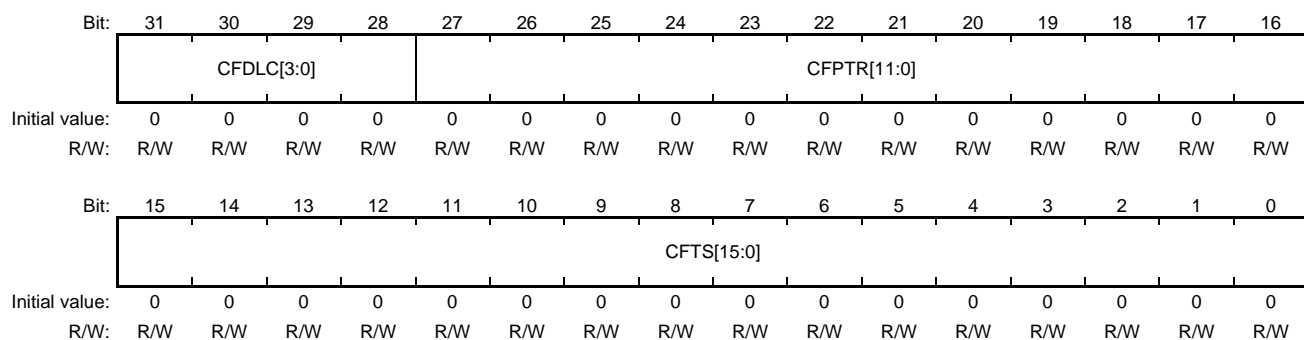 Bit: 31 30 29 28 27 26 25 24 23 22 21 20 19 18 17 16
CFDLC[3:0] CFPTR[11:0]
Initial value: 0 0 0 0 0 0 0 0 0 0 0 0 0 0 0 0
R/W: R/W R/W R/W R/W R/W R/W R/W R/W R/W R/W R/W R/W R/W R/W R/W R/W
Bit: 15 14 13 12 11 10 9 8 7 6 5 4 3 2 1 0
CFTS[15:0]
Initial value: 0 0 0 0 0 0 0 0 0 0 0 0 0 0 0 0
R/W: R/W R/W R/W R/W R/W R/W R/W R/W R/W R/W R/W R/W R/W R/W R/W R/W